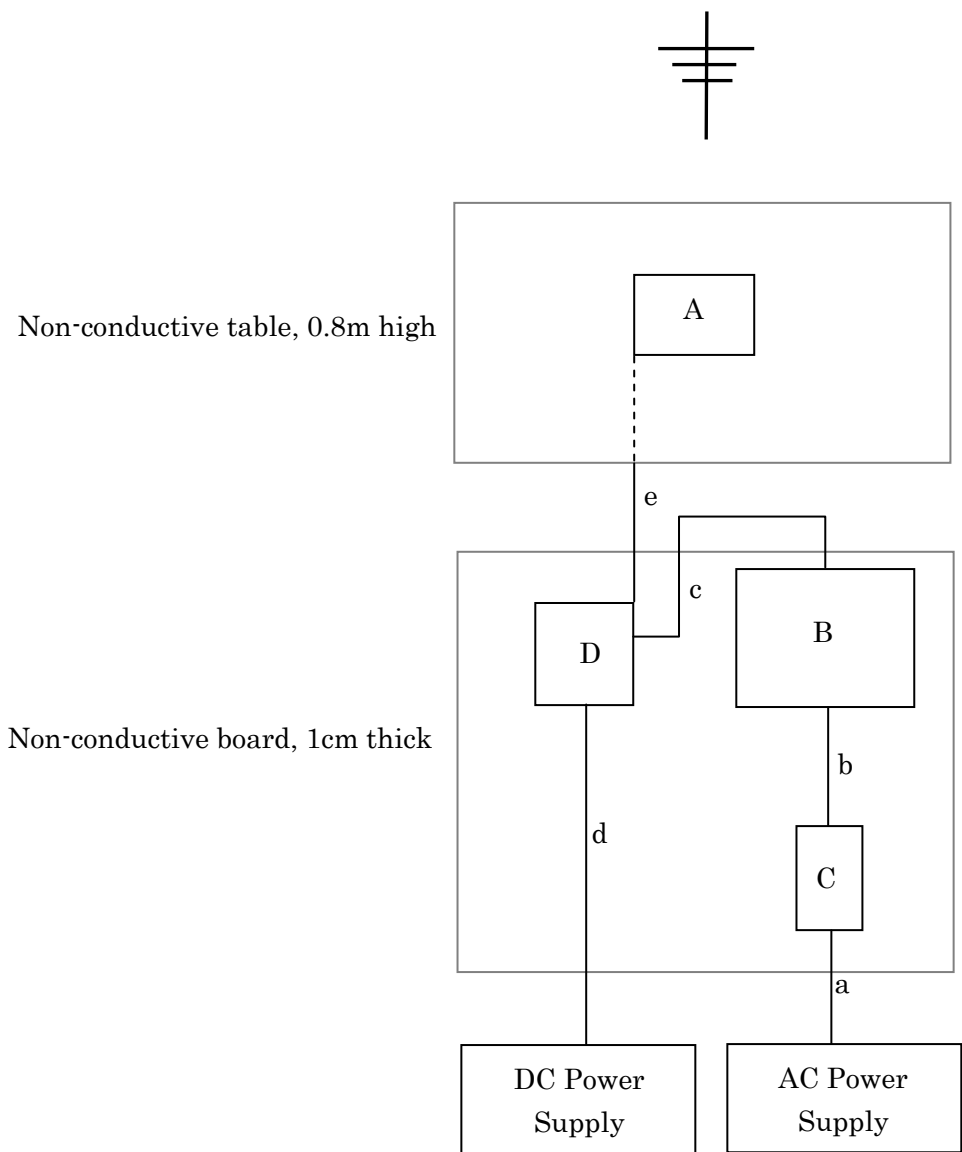 A
Non-conductive table, 0.8m high
e
c
B
D
Non-conductive board, 1cm thick
b
d
C
a
DC Power
Supply
AC Power
Supply